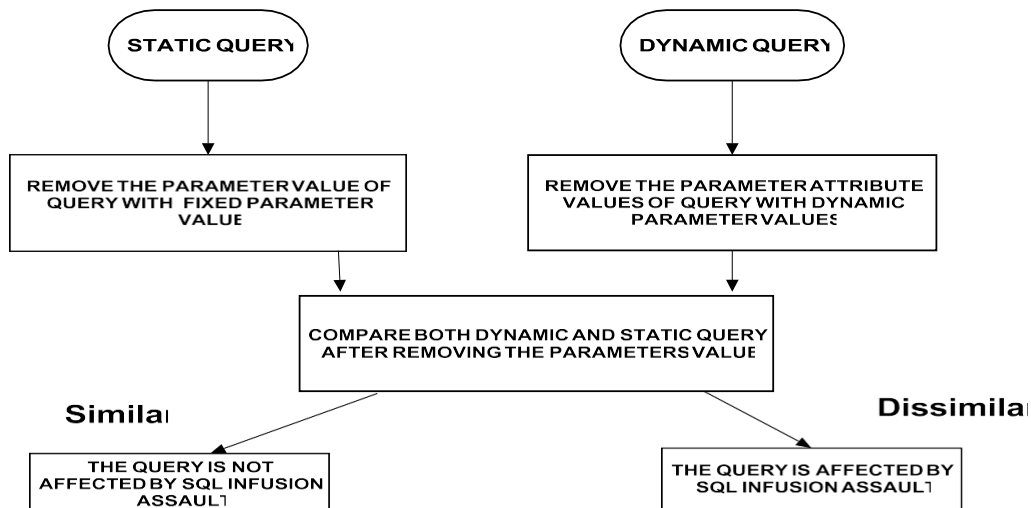 STATIC QUERY
DYNAMIC QUERY
REMOVE THE PARAMETER VALUE OF
QUERY WITH FIXED PARAMETER
VALUE
REMOVE THE PARAMETER ATTRIBUTE
VALUES OF QUERY WITH DYNAMIC
PARAMETER VALUES
COMPARE BOTH DYNAMIC AND STATIC QUERY
AFTER REMOVING THE PARAMETERS VALUE
Similar
Dissimilar
THE QUERY IS NOT
AFFECTED BY SQL INFUSION
ASSAULT
THE QUERY IS AFFECTED BY
SQL INFUSION ASSAULT